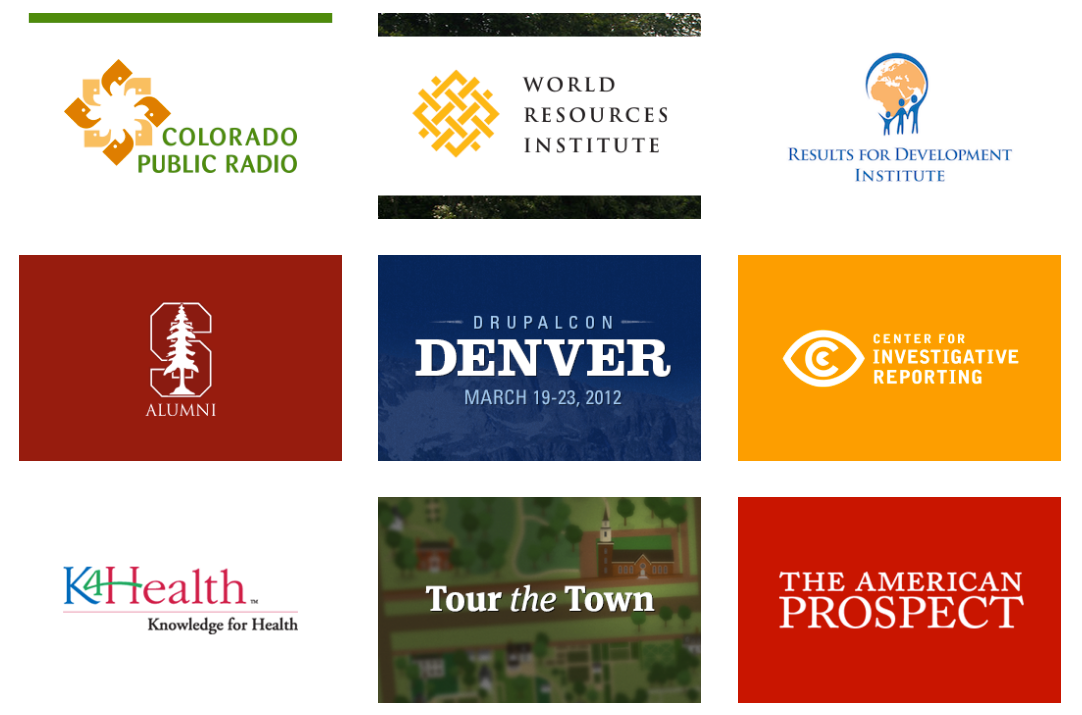 COLORADO
PUBLIC RADIO
WORLD
RESOURCES
INSTITUTE
RESULTS FOR DEVELOPMENT
INSTITUTE
S
ALUMNI
DRUPALCON
DENVER
MARCH 19-23, 2012
CENTER FOR
INVESTIGATIVE
REPORTING
K4Health™
Knowledge for Health
Tour the Town
THE AMERICAN
PROSPECT